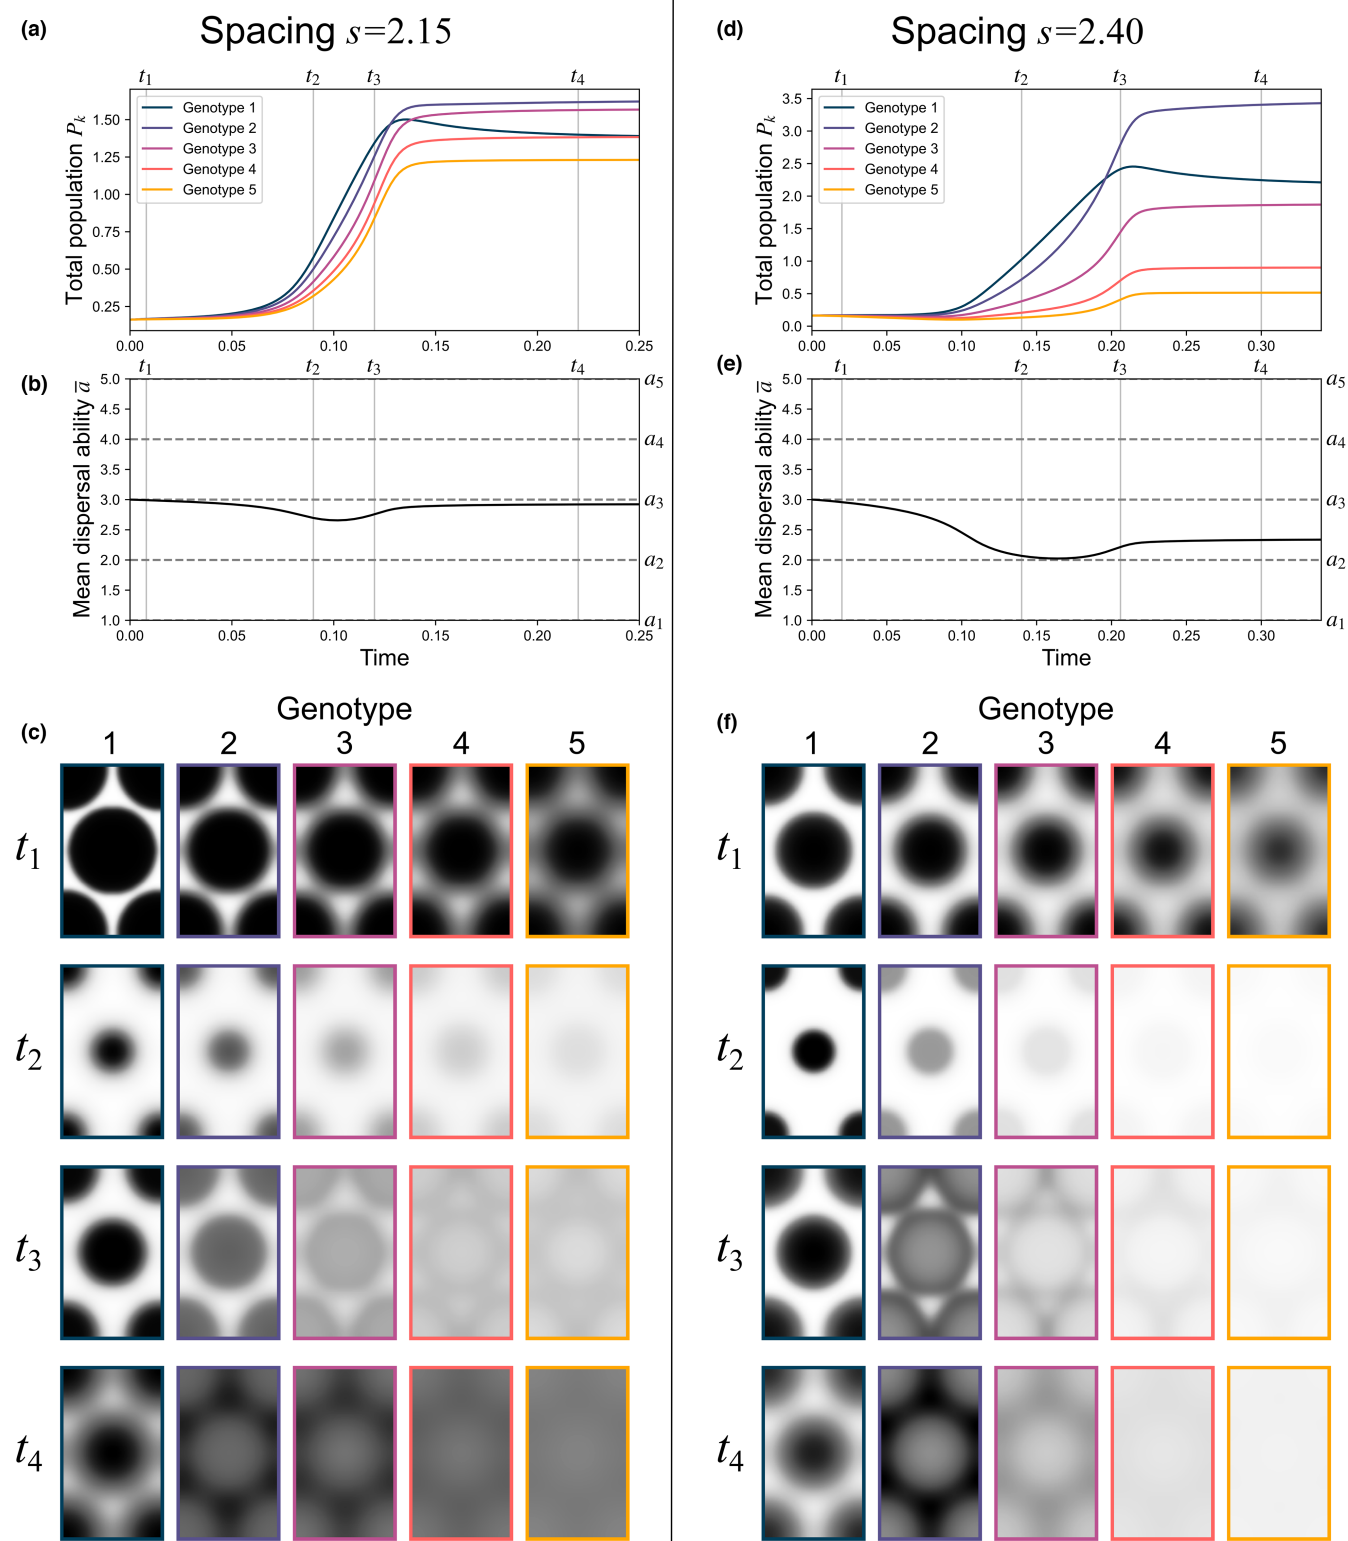 (a)
Spacing s=2.15
t1 t2 t3 t4
Total population Pk
1.50
1.25
1.00
0.75
0.50
0.25
Genotype 1
Genotype 2
Genotype 3
Genotype 4
Genotype 5
0.00 0.05 0.10 0.15 0.20 0.25
(b)
t1 t2 t3 t4
Mean dispersal ability a̅
5.0
4.5
4.0
3.5
3.0
2.5
2.0
1.5
1.0
a5
a4
a3
a2
a1
0.00 0.05 0.10 0.15 0.20 0.25
Time
(c)
Genotype
1 2 3 4 5
t1
t2
t3
t4
(d)
Spacing s=2.40
t1 t2 t3 t4
Total population Pk
3.5
3.0
2.5
2.0
1.5
1.0
0.5
0.0
Genotype 1
Genotype 2
Genotype 3
Genotype 4
Genotype 5
0.00 0.05 0.10 0.15 0.20 0.25 0.30
(e)
t1 t2 t3 t4
Mean dispersal ability a̅
5.0
4.5
4.0
3.5
3.0
2.5
2.0
1.5
1.0
a5
a4
a3
a2
a1
0.00 0.05 0.10 0.15 0.20 0.25 0.30
Time
(f)
Genotype
1 2 3 4 5
t1
t2
t3
t4